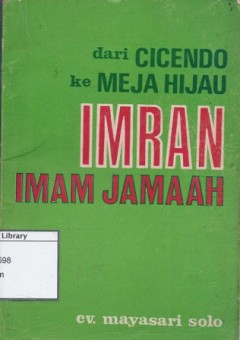 dari CICENDO
ke MEJA HIJAU
IMRAN
IMAM JAMAAH
Library
698
m
cv. mayasari solo